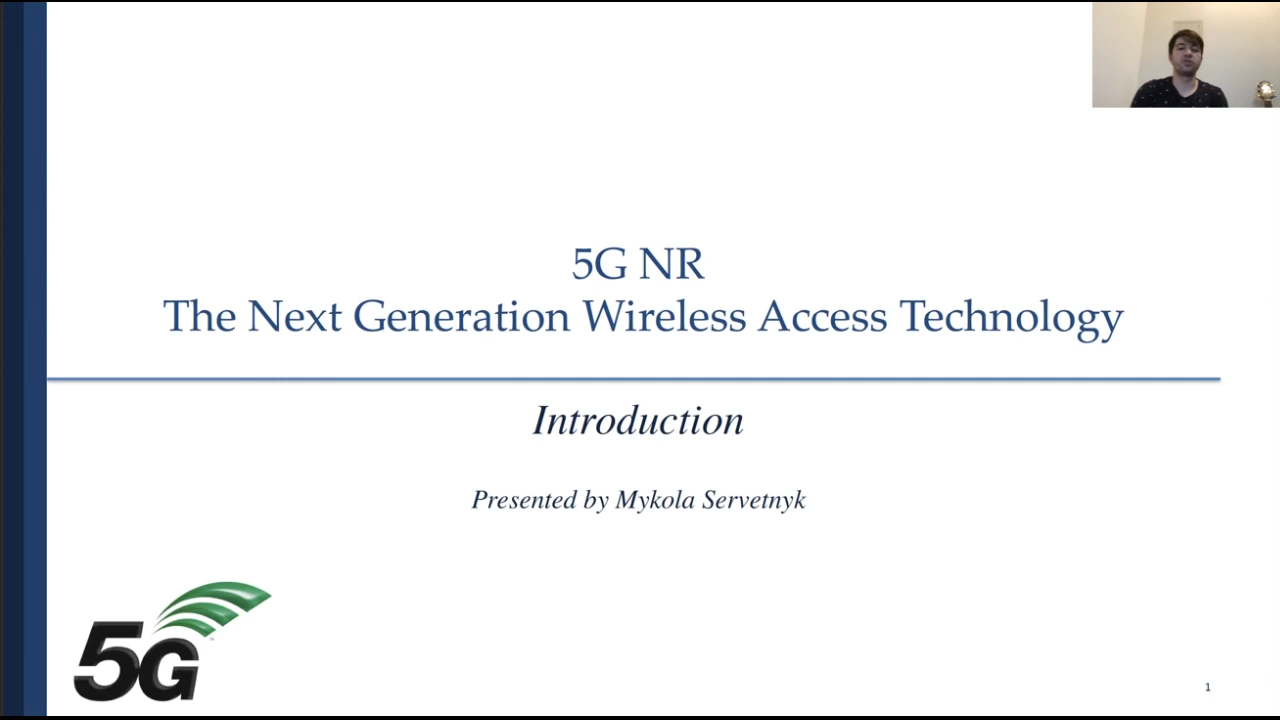 5G NR
The Next Generation Wireless Access Technology
Introduction
Presented by Mykola Servetnyk
5G
1